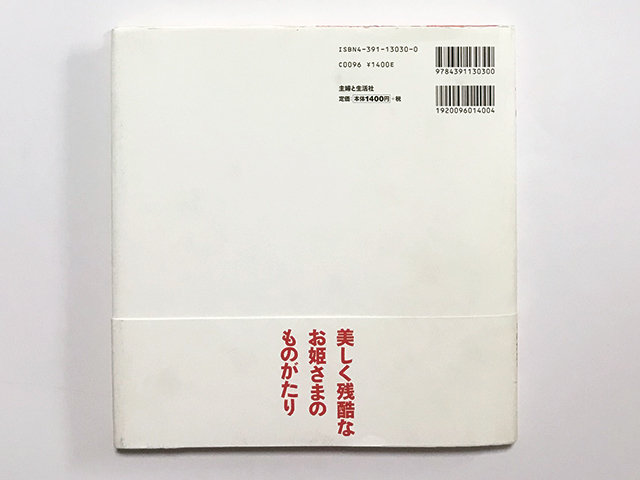 ISBN4-391-13030-0
C0096 ¥1400E
主婦と生活社
定価 本体1400円+税
9784391130300
1920096014004
美しく残酷な
お姫さまの
ものがたり